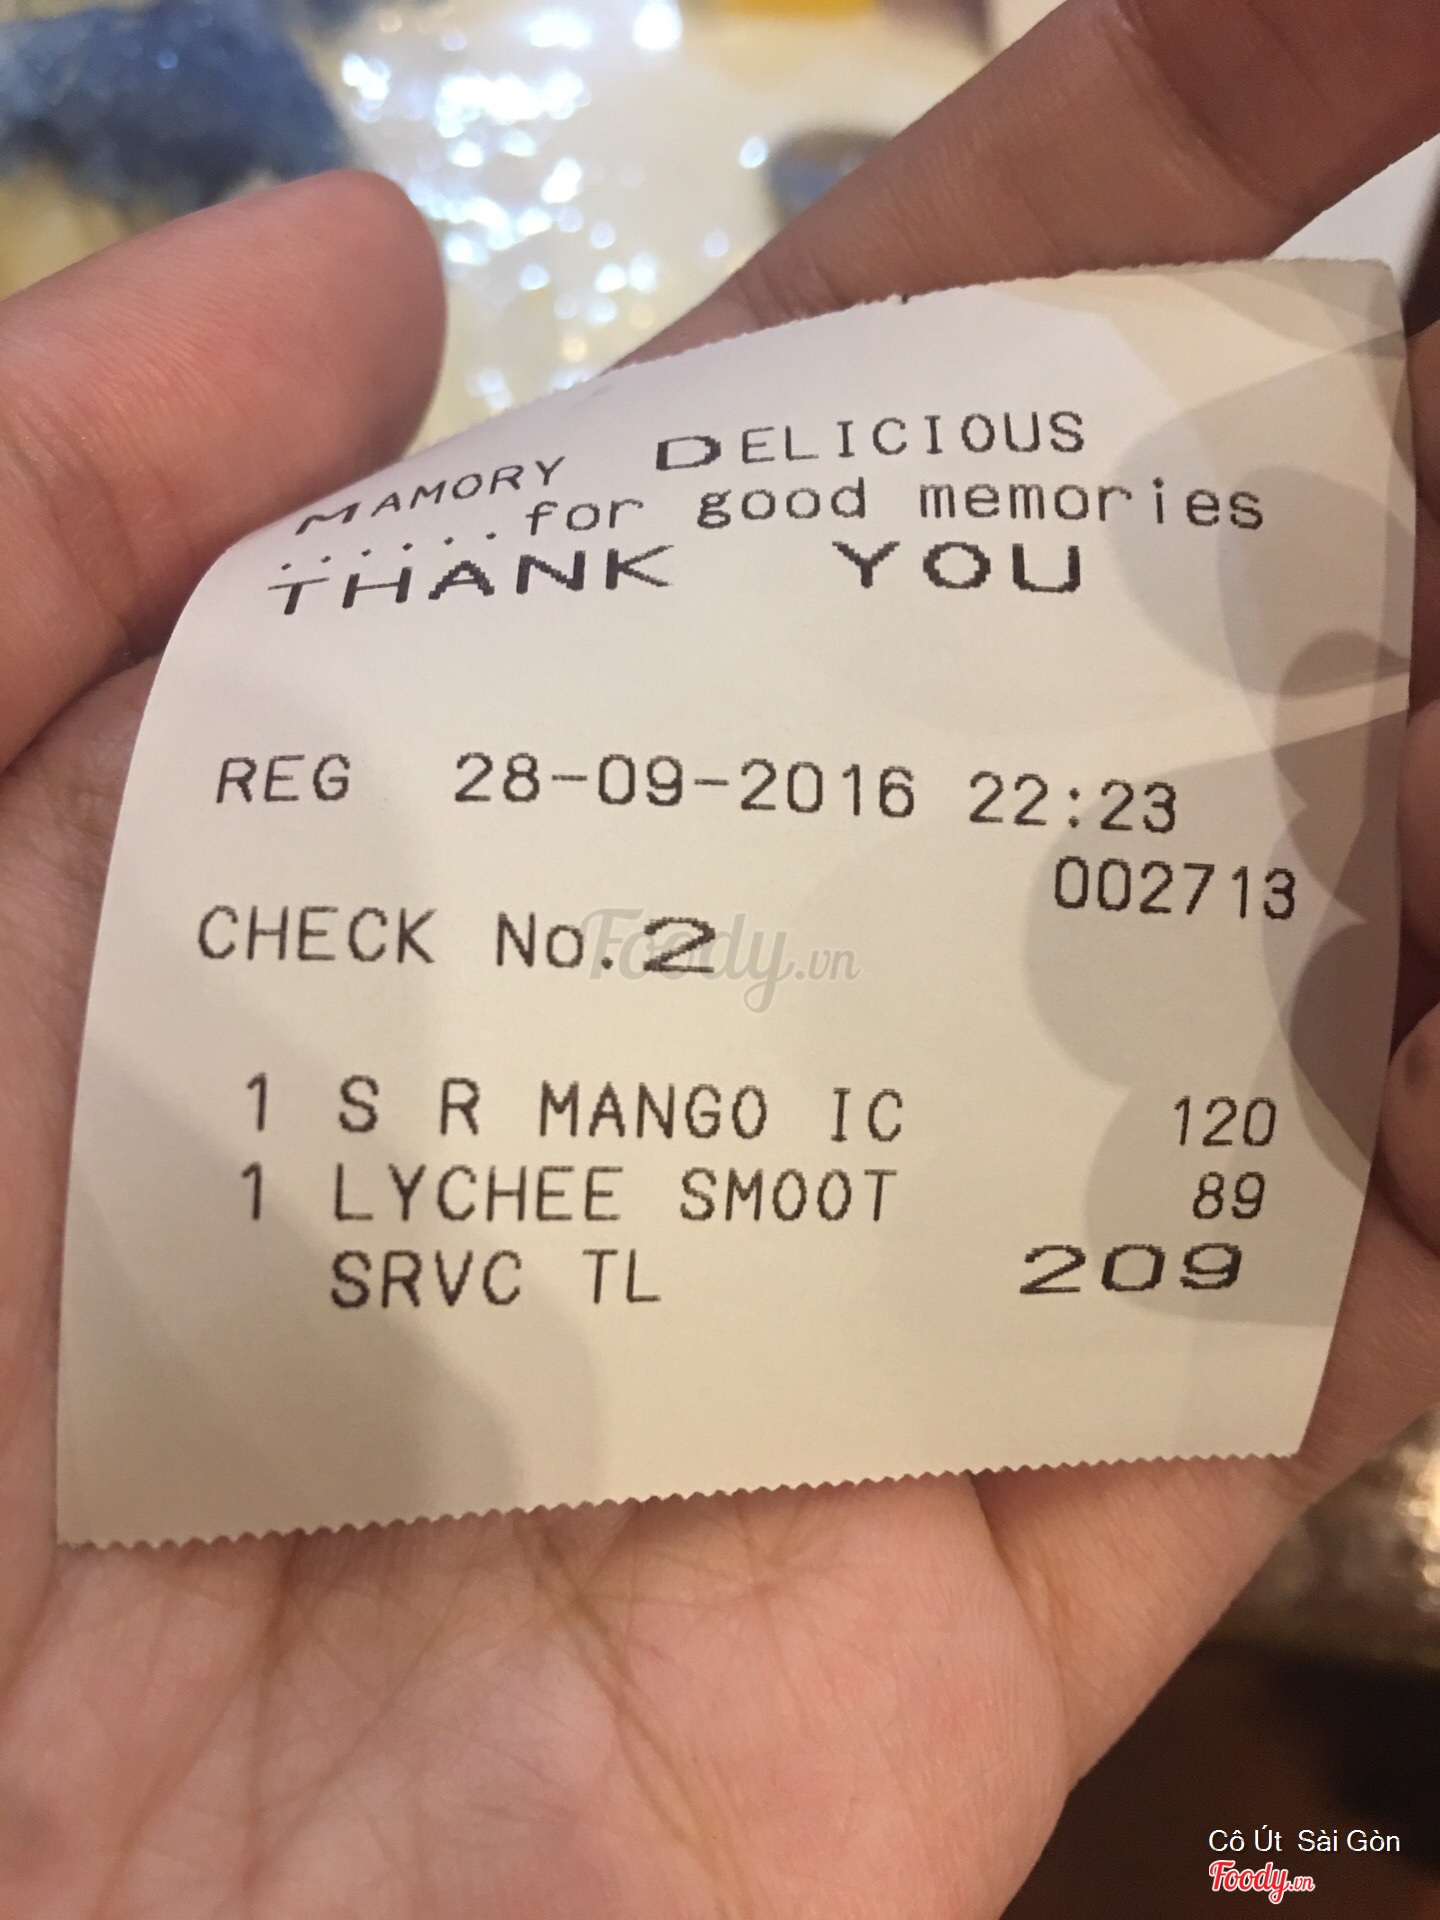 MAMORY DELICIOUS
......for good memories
THANK YOU
REG 28-09-2016 22:23
002713
CHECK No.2
Foody.vn
1 S R MANGO IC 120
1 LYCHEE SMOOT 89
SRVC TL 209
Cô Út Sài Gòn
Foody.vn